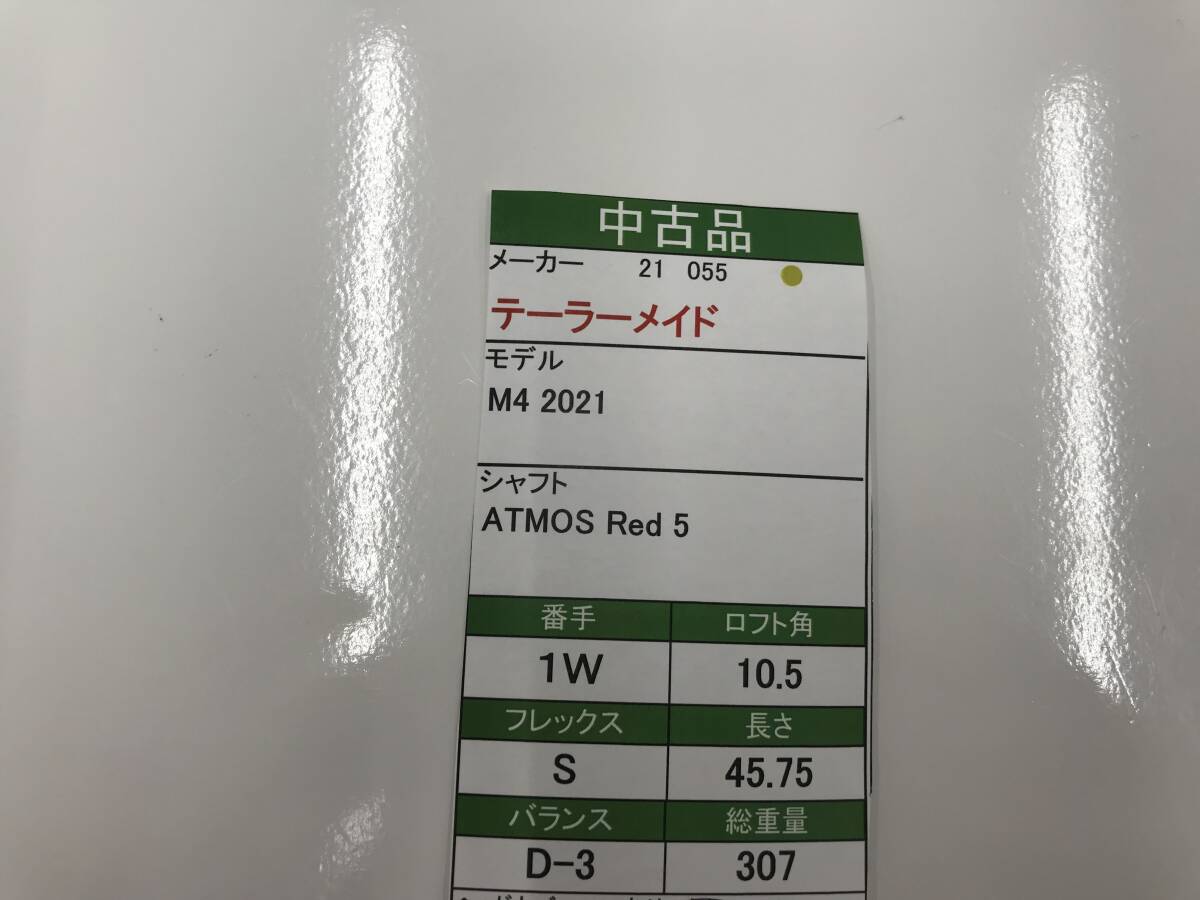 中古品
メーカー 21 055
テーラーメイド
モデル
M4 2021
シャフト
ATMOS Red 5
番手 ロフト角
1W 10.5
フレックス 長さ
S 45.75
バランス 総重量
D-3 307